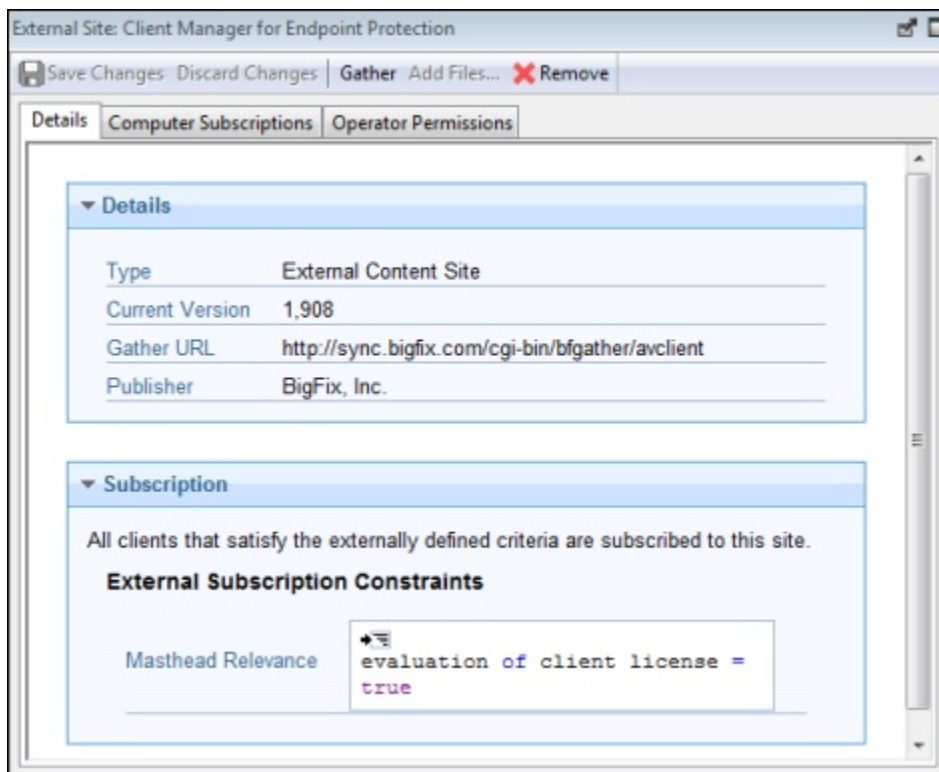 External Site: Client Manager for Endpoint Protection
Save Changes Discard Changes Gather Add Files... Remove
Details Computer Subscriptions Operator Permissions
Details
Type External Content Site
Current Version 1,908
Gather URL http://sync.bigfix.com/cgi-bin/bfgather/avclient
Publisher BigFix, Inc.
Subscription
All clients that satisfy the externally defined criteria are subscribed to this site.
External Subscription Constraints
Masthead Relevance
evaluation of client license =
true